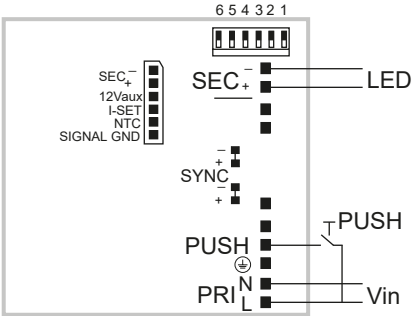 6 5 4 3 2 1
SEC –
+
12Vaux
I-SET
NTC
SIGNAL GND
SEC –
+
LED
–
+
SYNC
–
+
PUSH
PUSH
PRI N
L
Vin